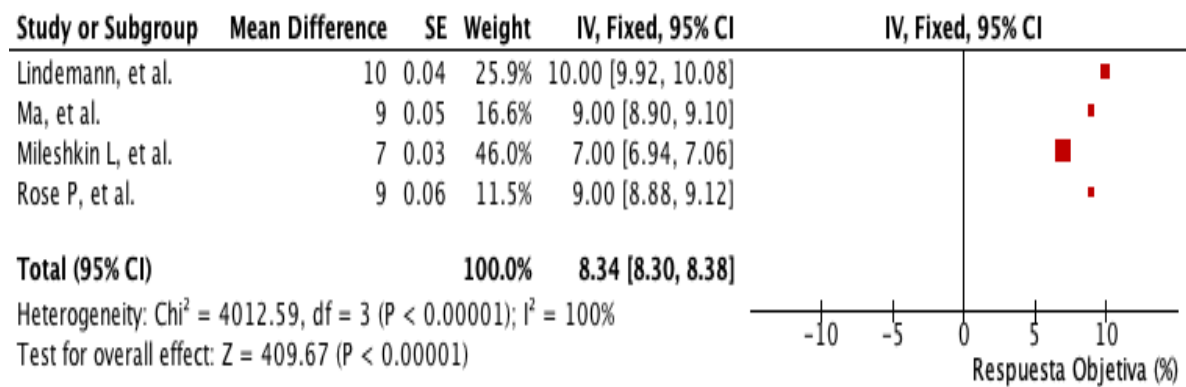 Study or Subgroup Mean Difference SE Weight IV, Fixed, 95% CI IV, Fixed, 95% CI
Lindemann, et al. 10 0.04 25.9% 10.00 [9.92, 10.08]
Ma, et al. 9 0.05 16.6% 9.00 [8.90, 9.10]
Mileshkin L, et al. 7 0.03 46.0% 7.00 [6.94, 7.06]
Rose P, et al. 9 0.06 11.5% 9.00 [8.88, 9.12]
Total (95% CI) 100.0% 8.34 [8.30, 8.38]
Heterogeneity: Chi² = 4012.59, df = 3 (P < 0.00001); I² = 100%
Test for overall effect: Z = 409.67 (P < 0.00001)
-10 -5 0 5 10
Respuesta Objetiva (%)